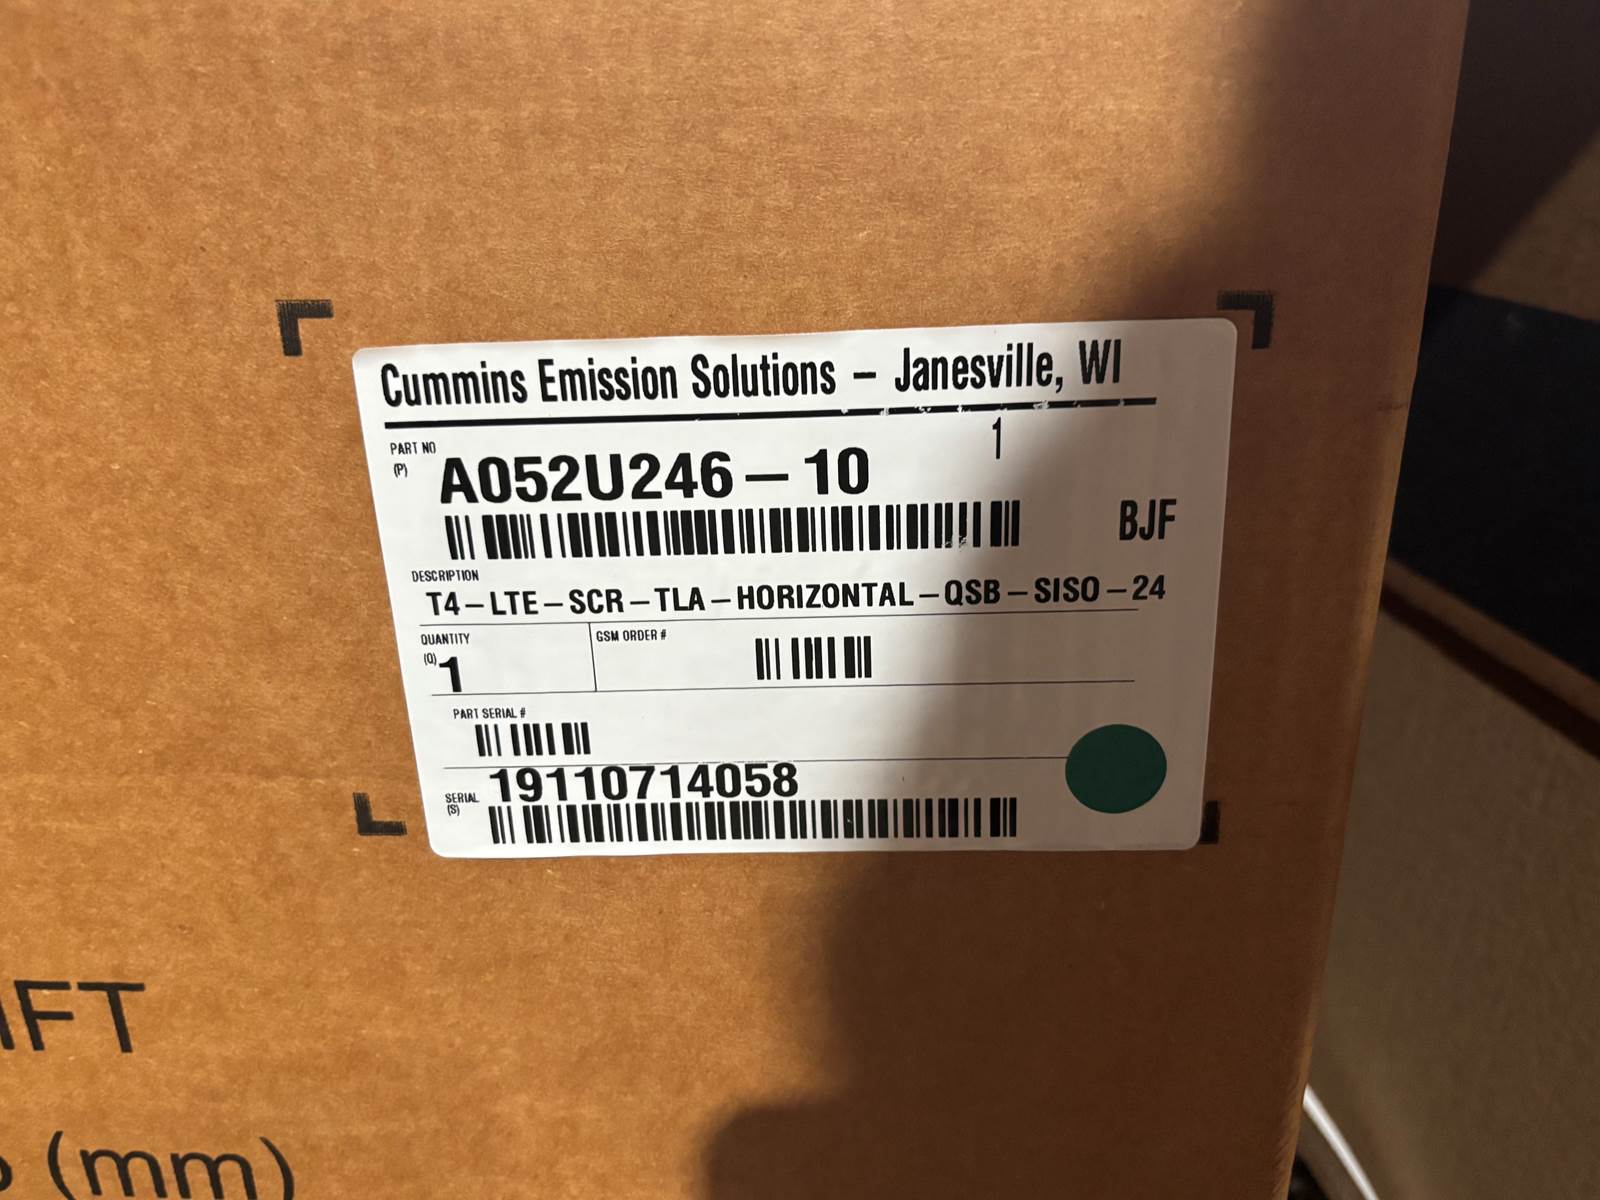 Cummins Emission Solutions – Janesville, WI
1
PART NO
(P)
A052U246–10
BJF
DESCRIPTION
T4–LTE–SCR–TLA–HORIZONTAL–QSB–SISO–24
QUANTITY
(Q)
1
GSM ORDER #
PART SERIAL #
19110714058
SERIAL
(S)
(mm)